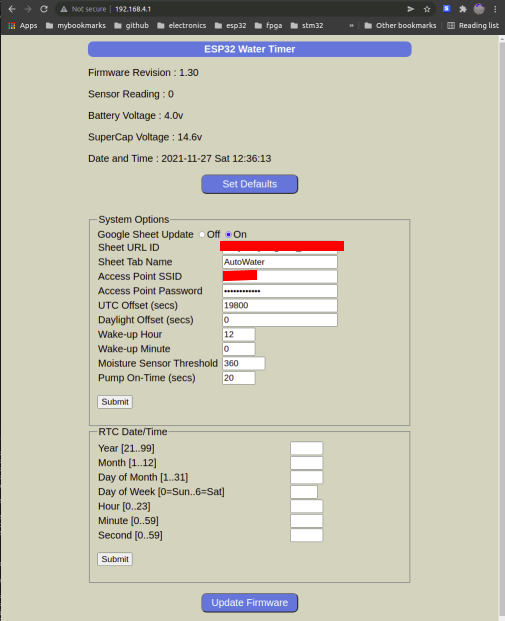 Not secure | 192.168.4.1
Apps mybookmarks github electronics esp32 fpga stm32 » Other bookmarks Reading list
ESP32 Water Timer
Firmware Revision : 1.30
Sensor Reading : 0
Battery Voltage : 4.0v
SuperCap Voltage : 14.6v
Date and Time : 2021-11-27 Sat 12:36:13
Set Defaults
System Options
Google Sheet Update Off On
Sheet URL ID
Sheet Tab Name AutoWater
Access Point SSID
Access Point Password ••••••••••••
UTC Offset (secs) 19800
Daylight Offset (secs) 0
Wake-up Hour 12
Wake-up Minute 0
Moisture Sensor Threshold 360
Pump On-Time (secs) 20
Submit
RTC Date/Time
Year [21..99]
Month [1..12]
Day of Month [1..31]
Day of Week [0=Sun..6=Sat]
Hour [0..23]
Minute [0..59]
Second [0..59]
Submit
Update Firmware